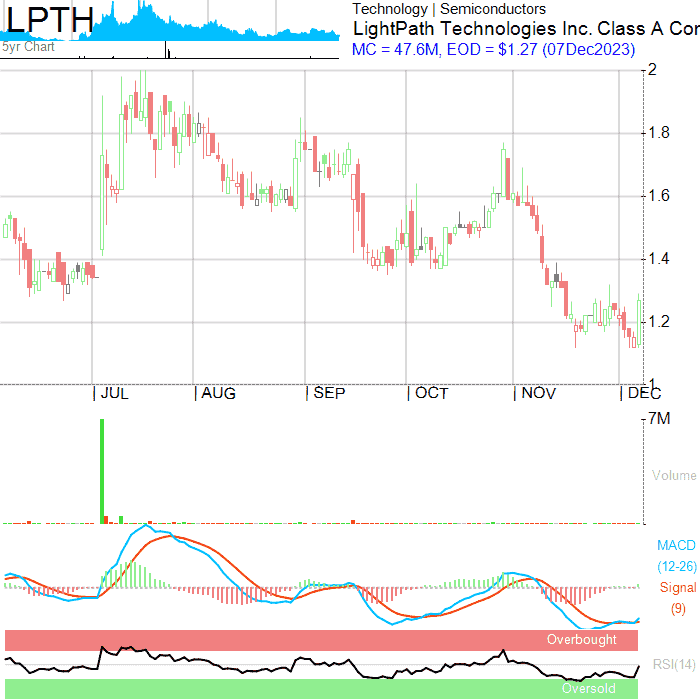 LPTH
5yr Chart
Technology | Semiconductors
LightPath Technologies Inc. Class A Cor
MC = 47.6M, EOD = $1.27 (07Dec2023)
2
1.8
1.6
1.4
1.2
1
JUL
AUG
SEP
OCT
NOV
DEC
7M
Volume
MACD
(12-26)
Signal
(9)
Overbought
RSI(14)
Oversold